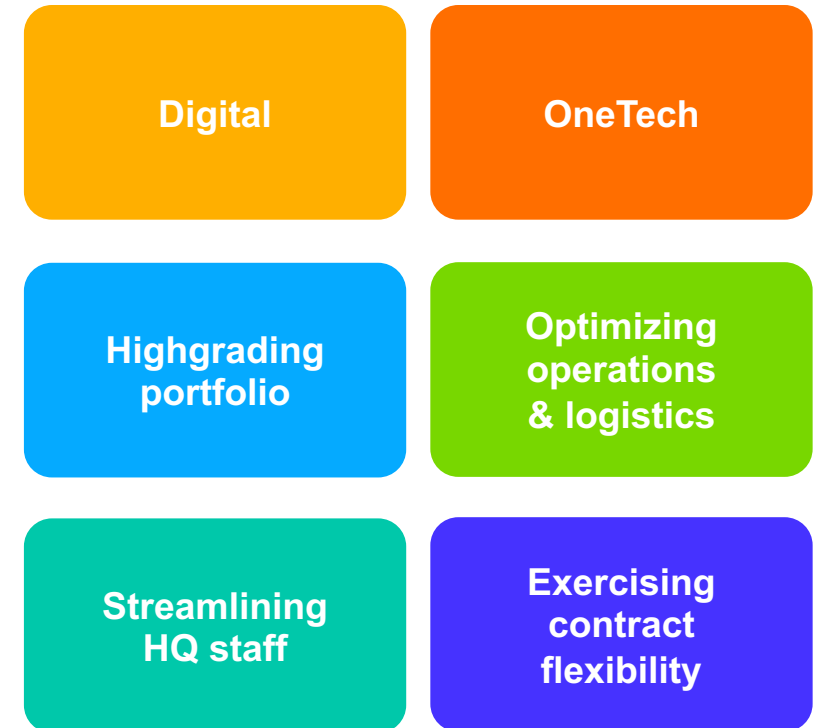 Digital
OneTech
Highgrading
portfolio
Optimizing
operations
& logistics
Streamlining
HQ staff
Exercising
contract
flexibility